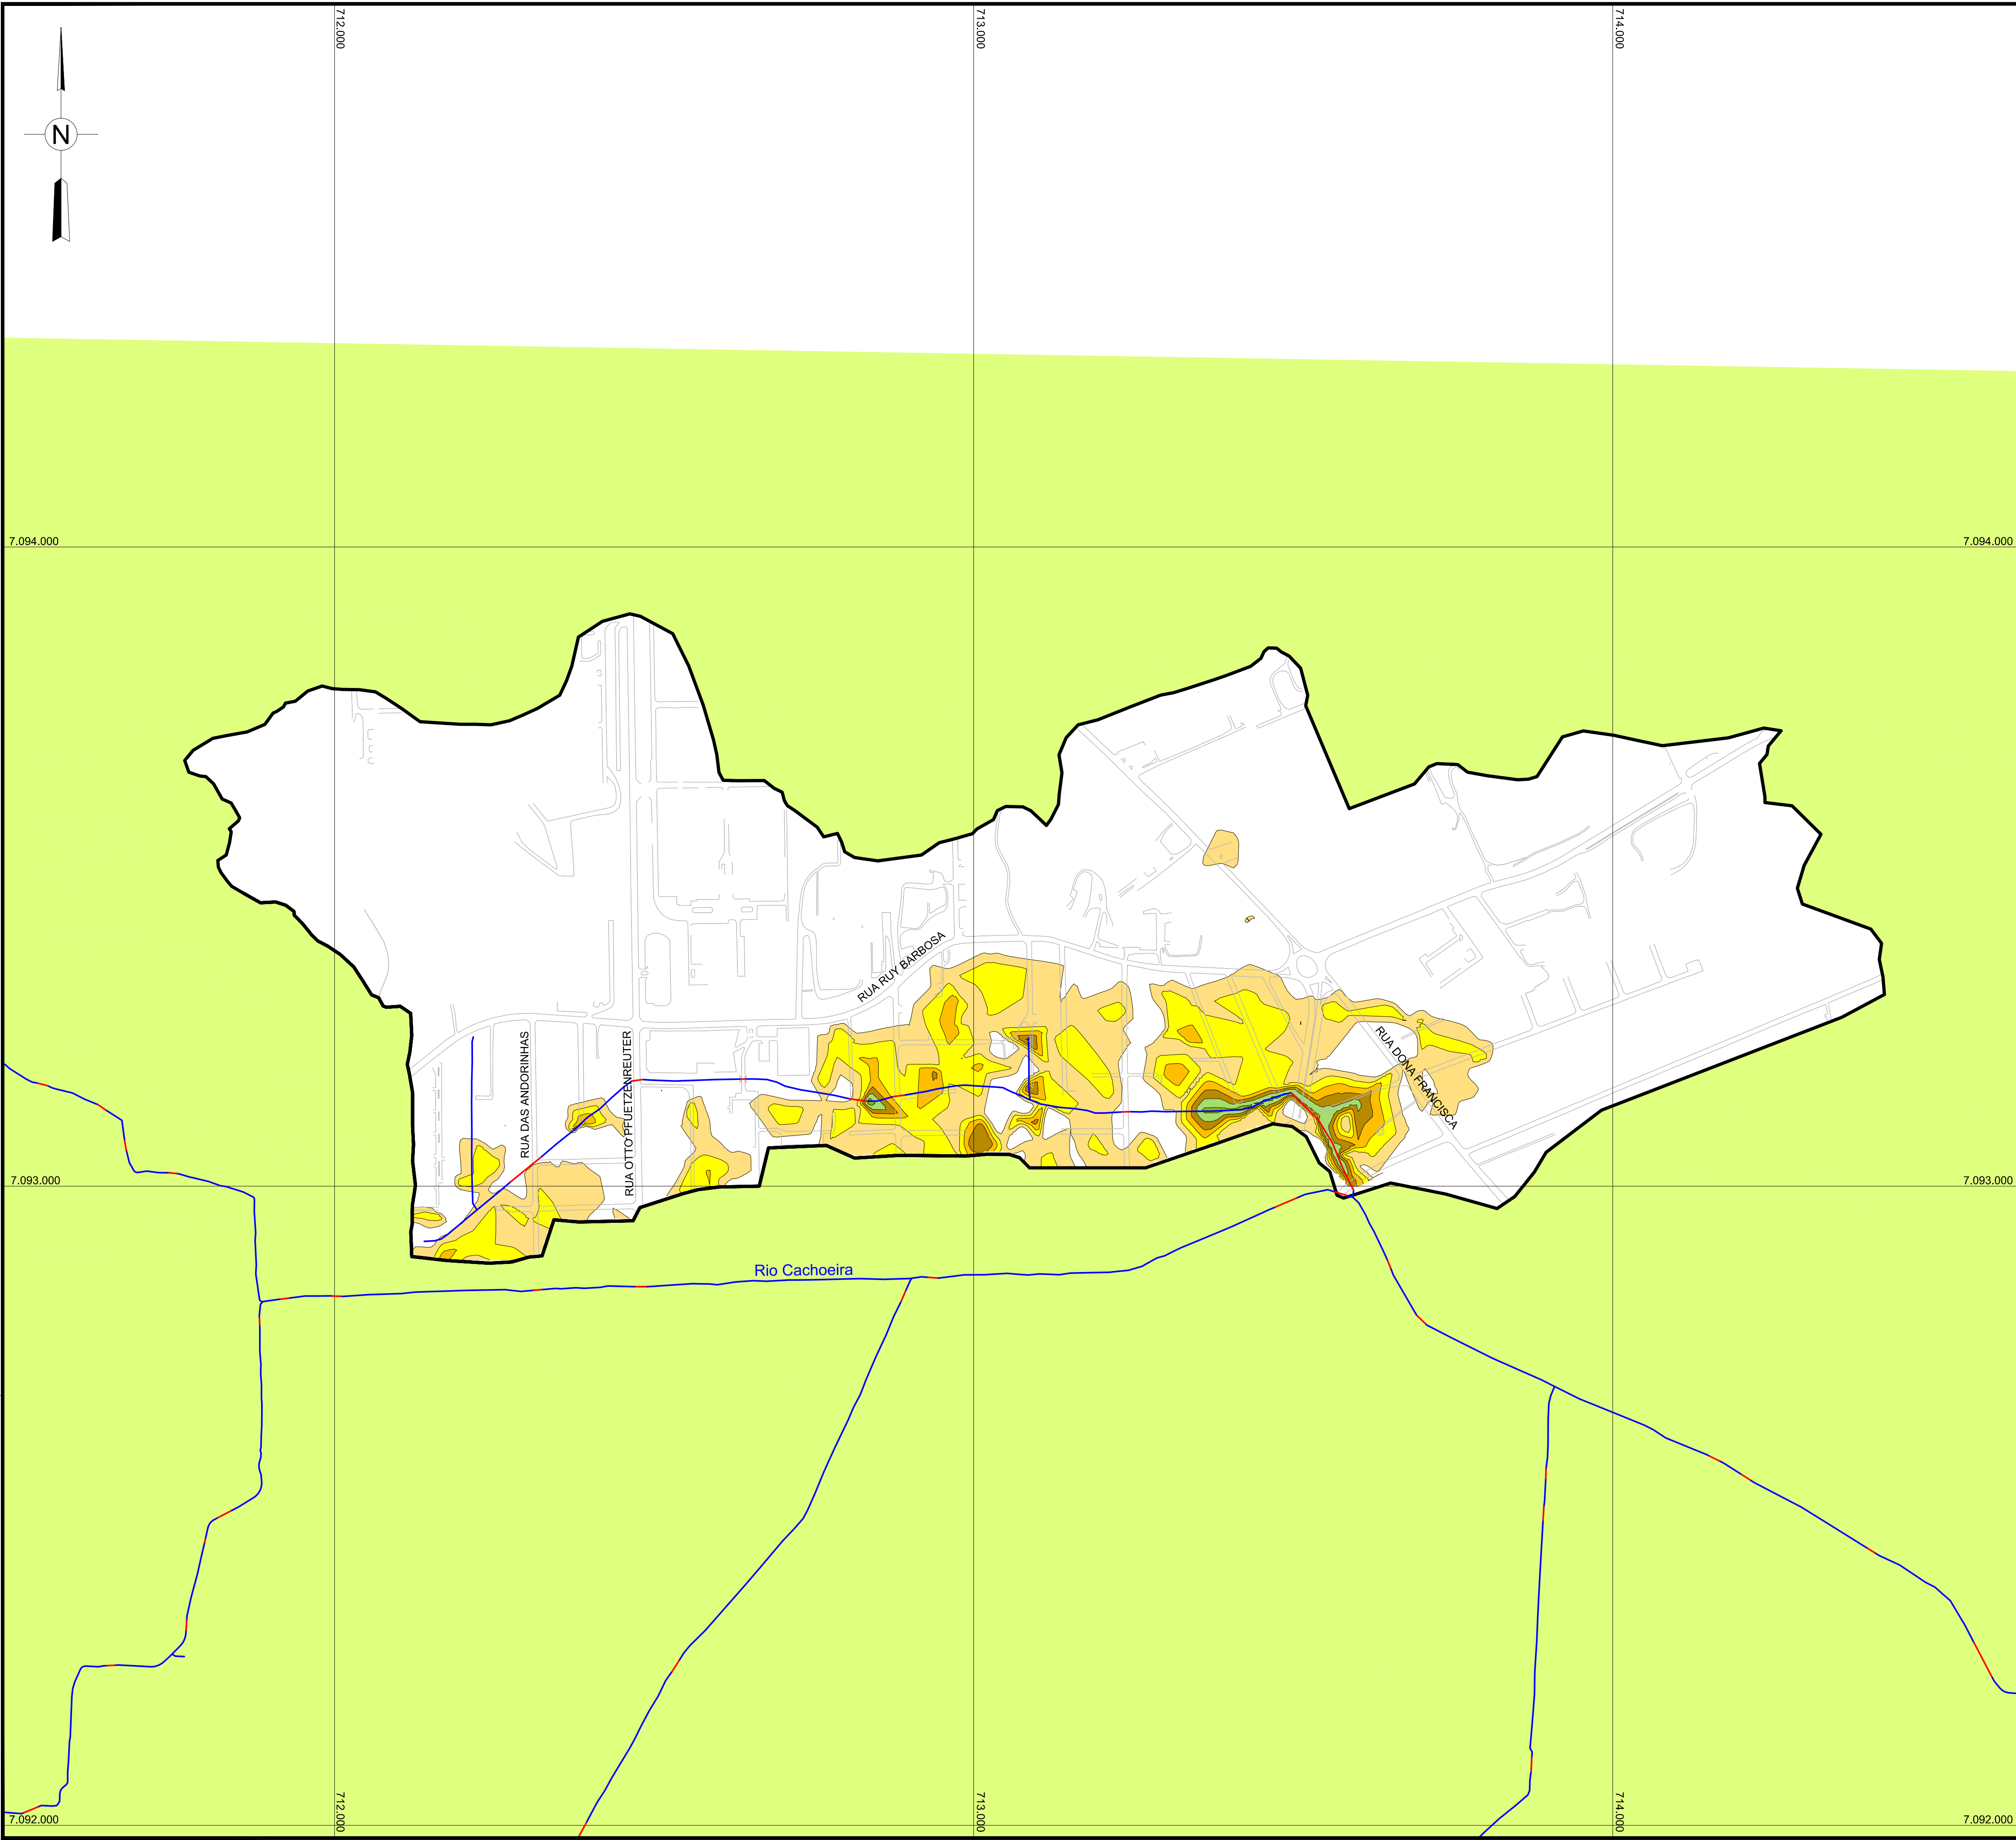 712.000
713.000
714.000
N
7.094.000
7.094.000
RUA RUY BARBOSA
RUA DAS ANDORINHAS
RUA OTTO PFUETZENREUTER
RUA DONA FRANCISCA
7.093.000
7.093.000
Rio Cachoeira
712.000
713.000
714.000
7.092.000
7.092.000